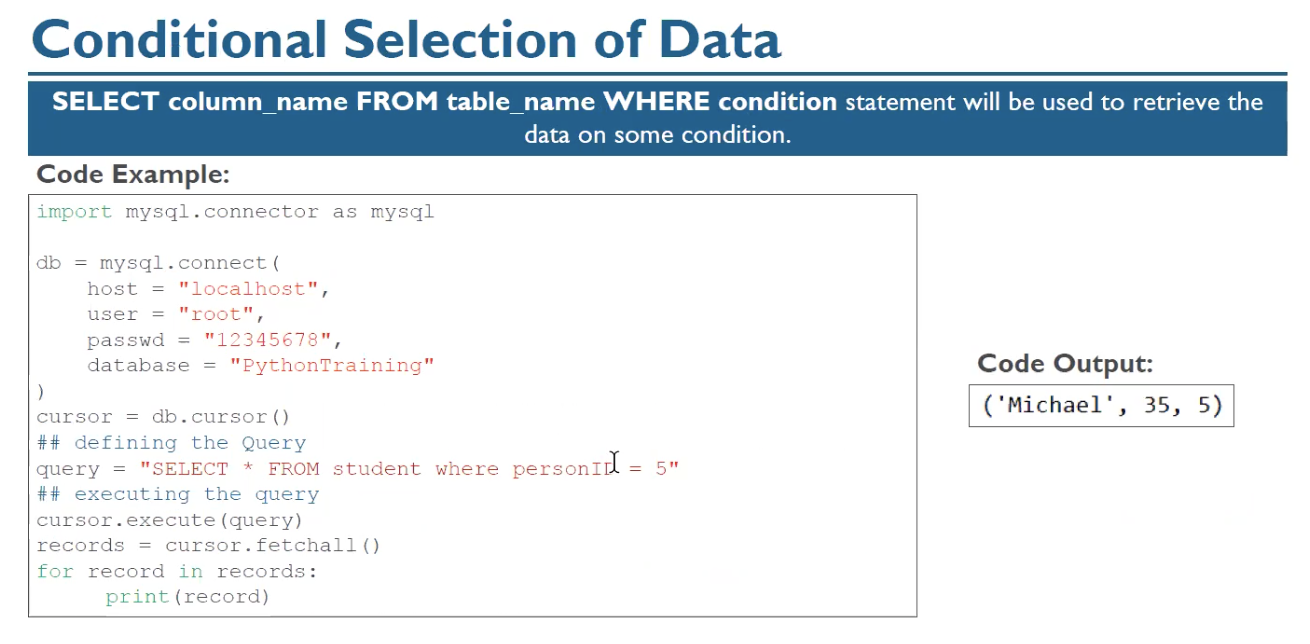 Conditional Selection of Data
SELECT column_name FROM table_name WHERE condition statement will be used to retrieve the
data on some condition.
Code Example:
import mysql.connector as mysql
db = mysql.connect(
host = "localhost",
user = "root",
passwd = "12345678",
database = "PythonTraining"
)
cursor = db.cursor()
## defining the Query
query = "SELECT * FROM student where personID = 5"
## executing the query
cursor.execute(query)
records = cursor.fetchall()
for record in records:
print(record)
Code Output:
('Michael', 35, 5)